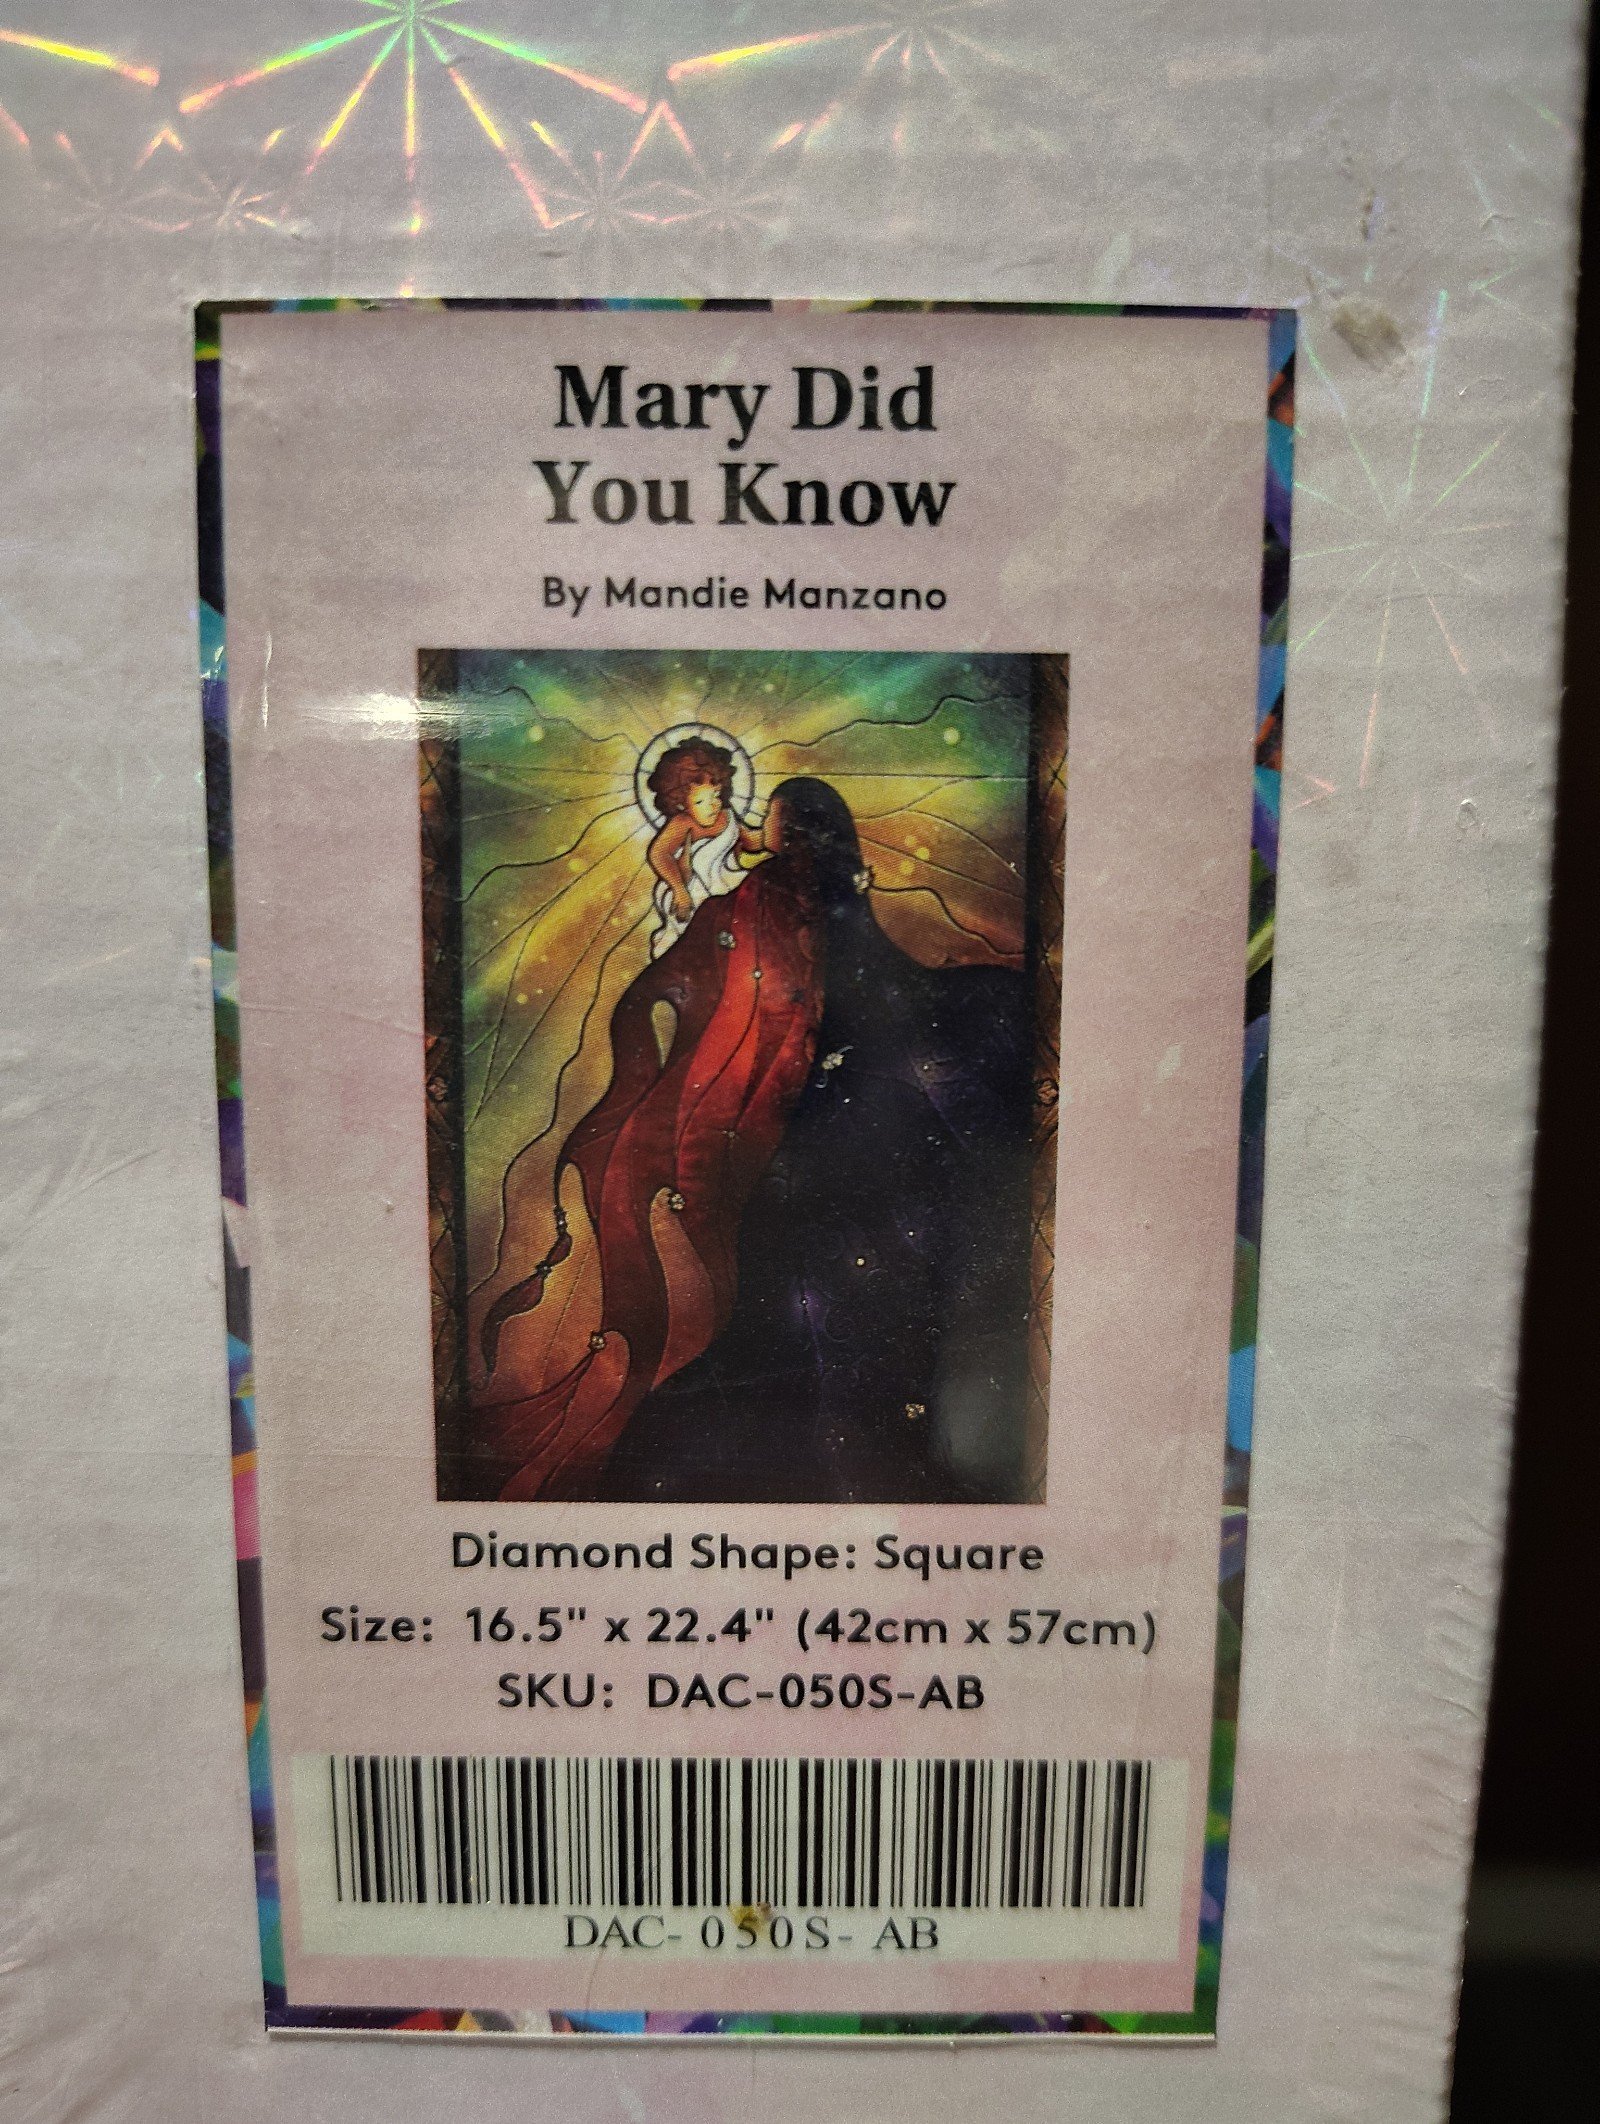 Mary Did
You Know
By Mandie Manzano
Diamond Shape: Square
Size: 16.5" x 22.4" (42cm x 57cm)
SKU: DAC-050S-AB
DAC-050S-AB